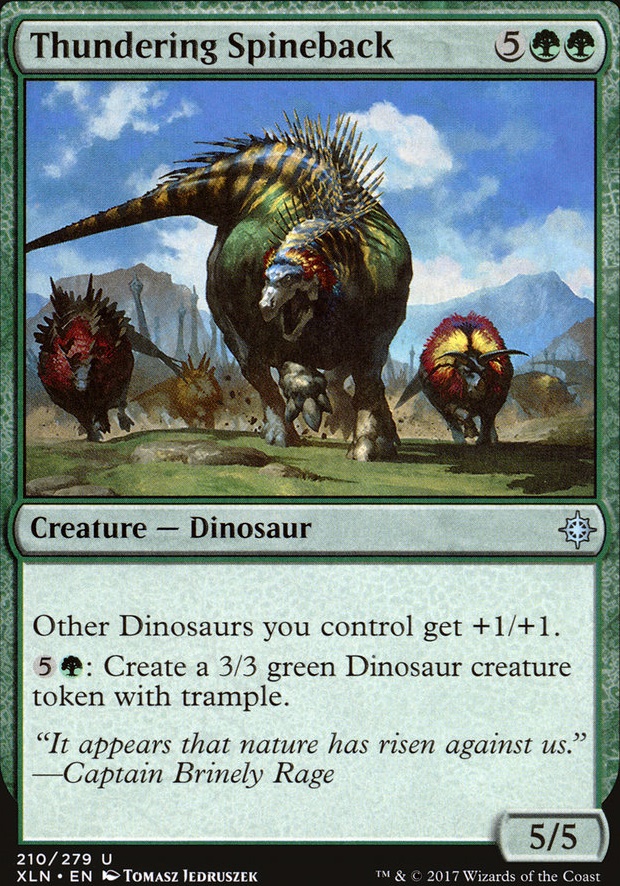 Thundering Spineback 5
Creature — Dinosaur
Other Dinosaurs you control get +1/+1.
5 : Create a 3/3 green Dinosaur creature
token with trample.
“It appears that nature has risen against us.”
—Captain Brinely Rage
5/5
210/279 U
XLN • EN Tomasz Jedruszek
™ & © 2017 Wizards of the Coast